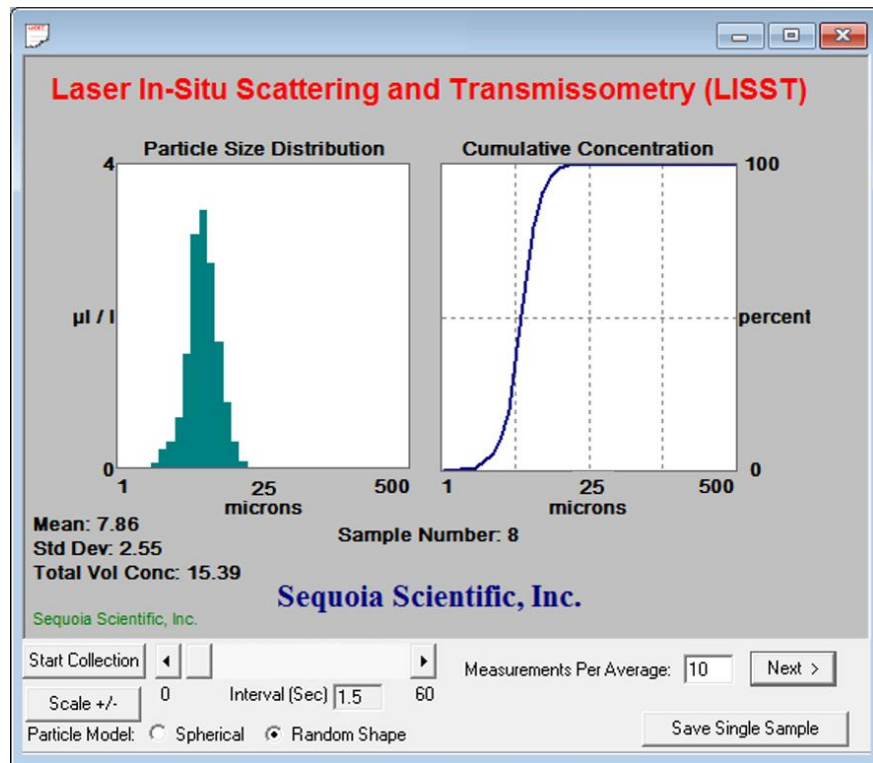 Laser In-Situ Scattering and Transmissometry (LISST)
Particle Size Distribution
4
µl / l
0
1 25 500
microns
Cumulative Concentration
100
percent
0
1 25 500
microns
Mean: 7.86
Std Dev: 2.55
Total Vol Conc: 15.39
Sample Number: 8
Sequoia Scientific, Inc.
Sequoia Scientific, Inc.
Start Collection
Scale +/-
0 Interval (Sec) 1.5 60
Measurements Per Average: 10 Next >
Particle Model: Spherical Random Shape
Save Single Sample